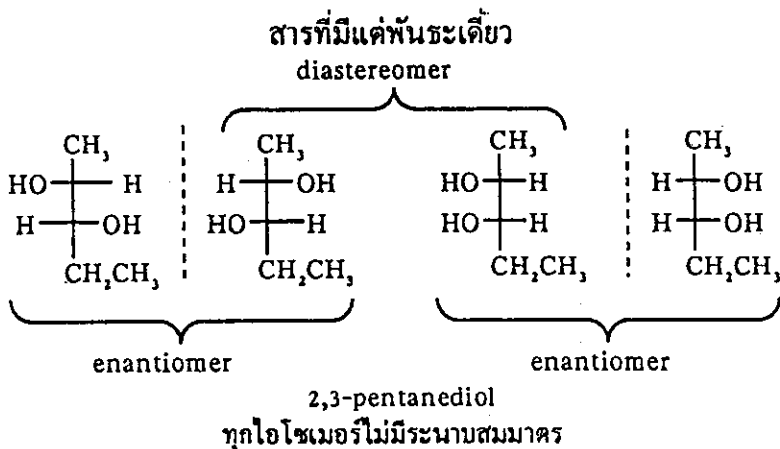 สารที่มีแต่พันธะเดี่ยว
diastereomer
CH₃ CH₃ CH₃ CH₃
HO H H OH HO H H OH
H OH HO H HO H H OH
CH₂CH₃ CH₂CH₃ CH₂CH₃ CH₂CH₃
enantiomer enantiomer
2,3-pentanediol
ทุกไอโซเมอร์ไม่มีระนาบสมมาตร